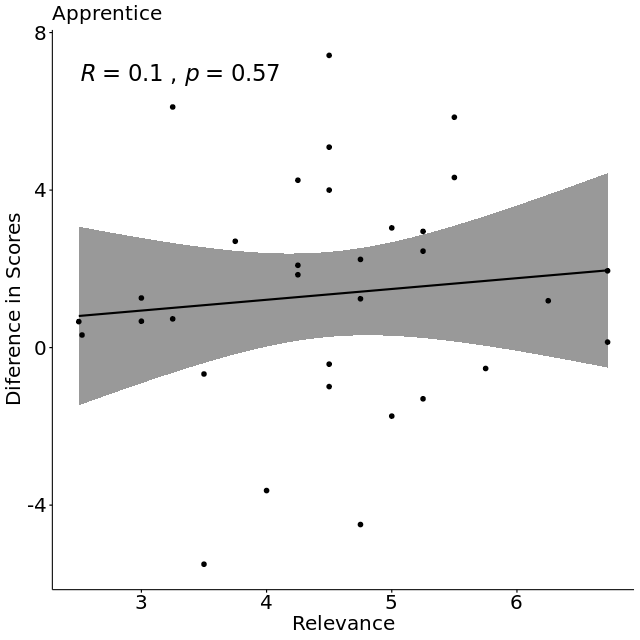 Apprentice
R = 0.1 , p = 0.57
8
4
0
-4
Diference in Scores
3 4 5 6
Relevance